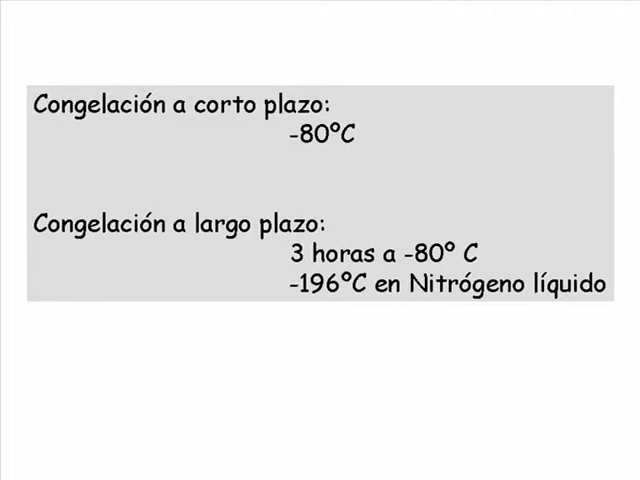 Congelación a corto plazo:
-80ºC
Congelación a largo plazo:
3 horas a -80º C
-196ºC en Nitrógeno líquido